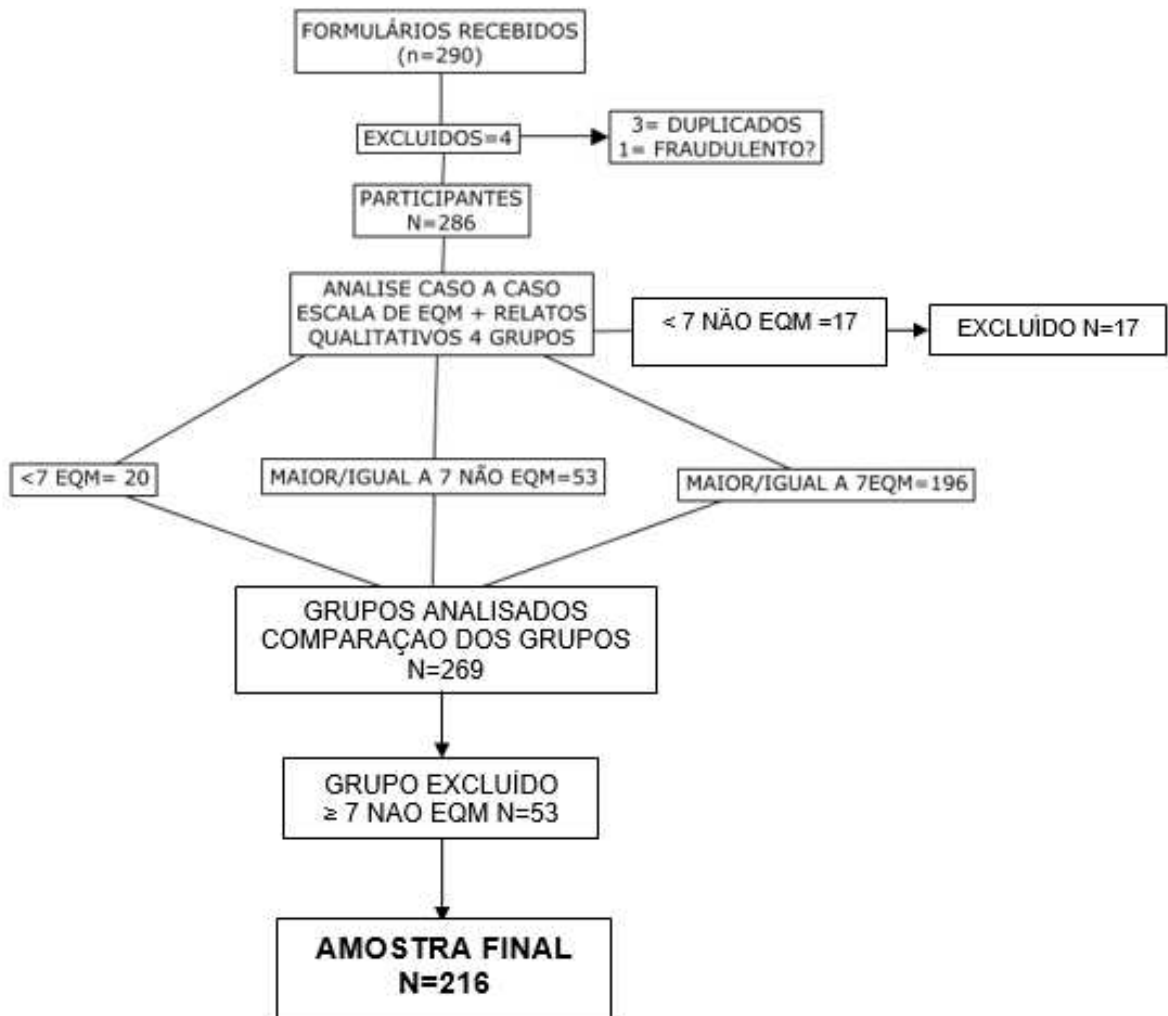 FORMULÁRIOS RECEBIDOS
(n=290)
EXCLUIDOS=4
3= DUPLICADOS
1= FRAUDULENTO?
PARTICIPANTES
N=286
ANALISE CASO A CASO
ESCALA DE EQM + RELATOS
QUALITATIVOS 4 GRUPOS
< 7 NÃO EQM =17
EXCLUÍDO N=17
<7 EQM= 20
MAIOR/IGUAL A 7 NÃO EQM=53
MAIOR/IGUAL A 7EQM=196
GRUPOS ANALISADOS
COMPARAÇAO DOS GRUPOS
N=269
GRUPO EXCLUÍDO
≥ 7 NAO EQM N=53
AMOSTRA FINAL
N=216